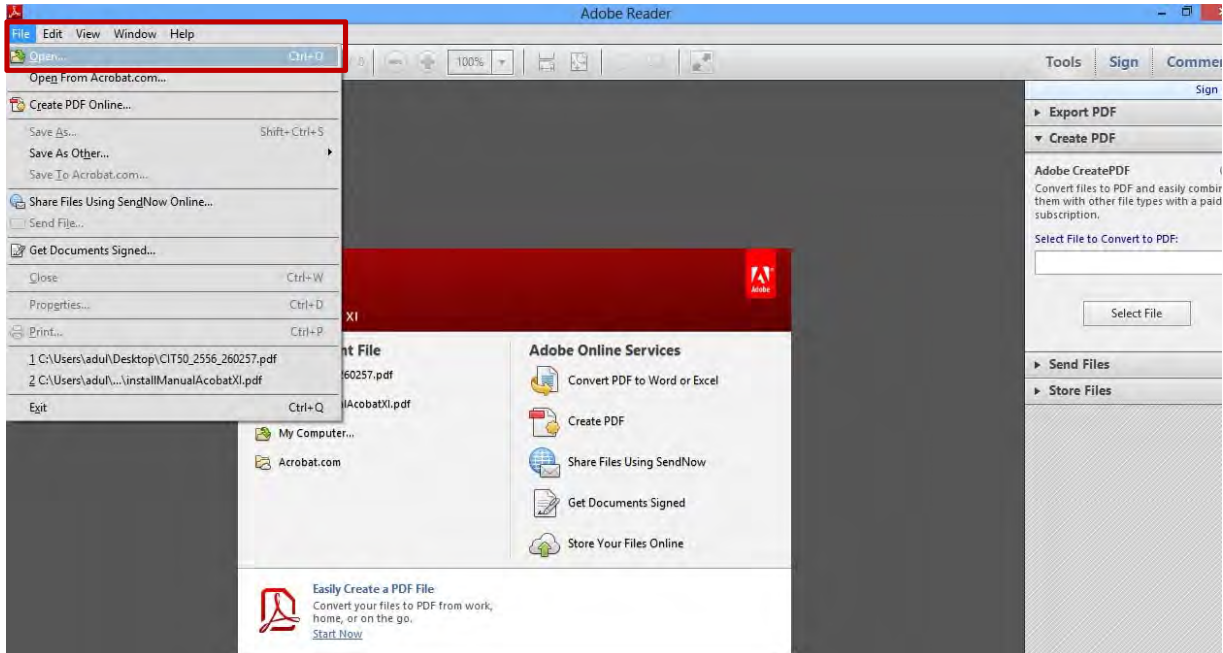 Adobe Reader
File Edit View Window Help
Open... Ctrl+O
100%
Tools Sign Commen
Open From Acrobat.com...
Create PDF Online...
Save As... Shift+Ctrl+S
Save As Other...
Save To Acrobat.com...
Share Files Using SendNow Online...
Send File...
Get Documents Signed...
Close Ctrl+W
Properties... Ctrl+D
Print... Ctrl+P
1 C:\Users\adul\Desktop\CIT50_2556_260257.pdf
2 C:\Users\adul\...\installManualAcobatXI.pdf
Exit Ctrl+Q
XI
Adobe
nt File
60257.pdf
lAcobatXI.pdf
My Computer...
Acrobat.com
Adobe Online Services
Convert PDF to Word or Excel
Create PDF
Share Files Using SendNow
Get Documents Signed
Store Your Files Online
Easily Create a PDF File
Convert your files to PDF from work,
home, or on the go.
Start Now
Sign
Export PDF
Create PDF
Adobe CreatePDF
Convert files to PDF and easily combin
them with other file types with a paid
subscription.
Select File to Convert to PDF:
Select File
Send Files
Store Files